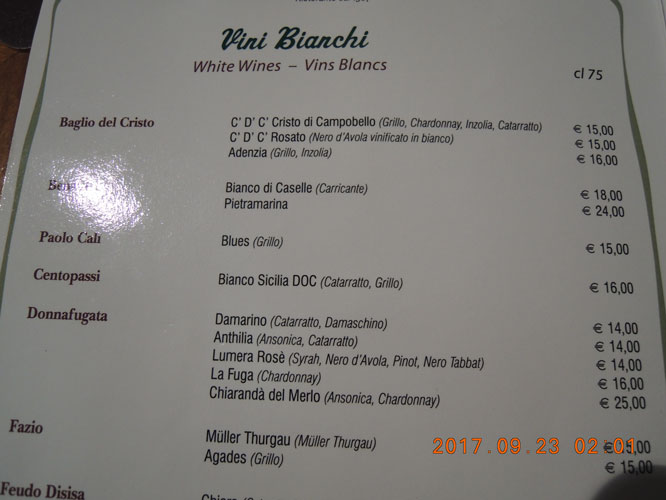 Vini Bianchi
White Wines – Vins Blancs
cl 75
Baglio del Cristo
C' D' C' Cristo di Campobello (Grillo, Chardonnay, Inzolia, Catarratto) € 15,00
C' D' C' Rosato (Nero d'Avola vinificato in bianco) € 15,00
Adenzia (Grillo, Inzolia) € 16,00
Bianco di Caselle (Carricante) € 18,00
Pietramarina € 24,00
Paolo Calì Blues (Grillo) € 15,00
Centopassi Bianco Sicilia DOC (Catarratto, Grillo) € 16,00
Donnafugata Damarino (Catarratto, Damaschino) € 14,00
Anthilia (Ansonica, Catarratto) € 14,00
Lumera Rosè (Syrah, Nero d'Avola, Pinot, Nero Tabbat) € 14,00
La Fuga (Chardonnay) € 16,00
Chiarandà del Merlo (Ansonica, Chardonnay) € 25,00
Fazio
Müller Thurgau (Müller Thurgau) € 15,00
Agades (Grillo) € 15,00
2017.09.23 02:01
Feudo Disisa